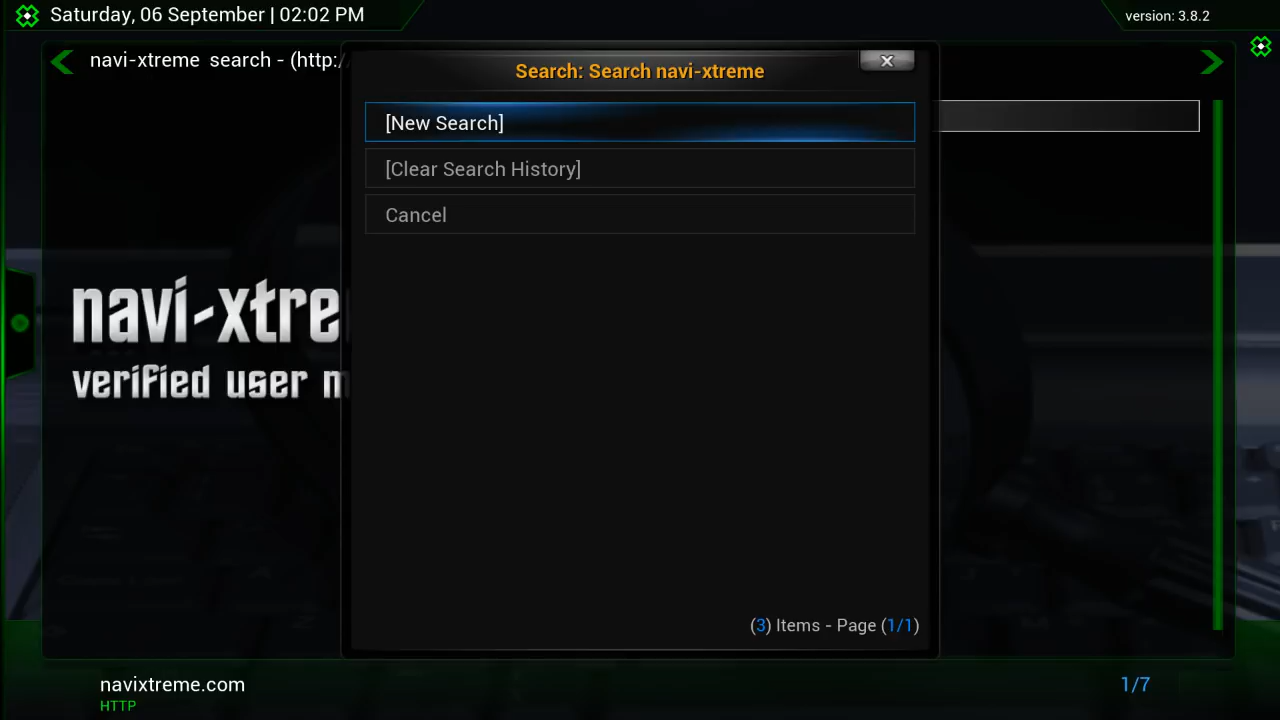 Saturday, 06 September | 02:02 PM
version: 3.8.2
navi-xtreme search - (http:/
Search: Search navi-xtreme
[New Search]
[Clear Search History]
Cancel
navi-xtre
verified user m
(3) Items - Page (1/1)
navixtreme.com
HTTP
1/7